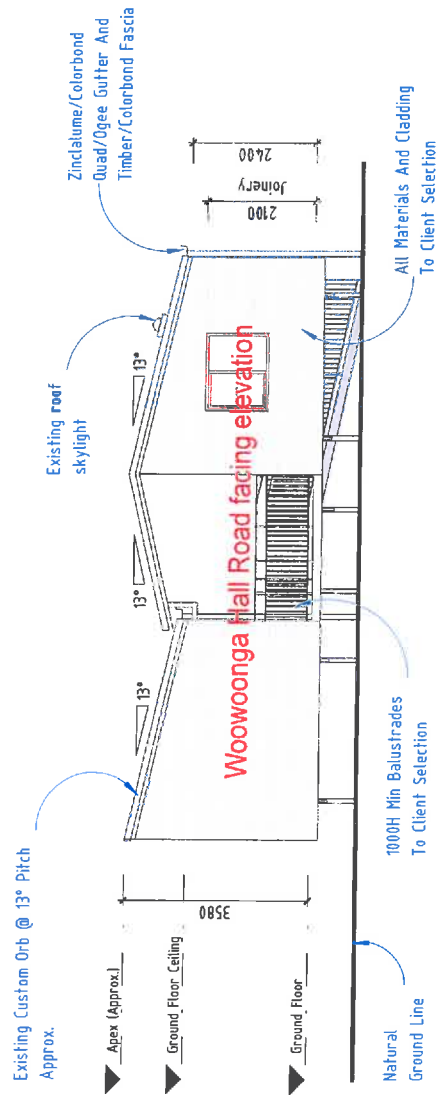 Existing Custom Orb @ 13° Pitch
Approx.
Existing roof
skylight
Zinclalume/Colorbond
Quad/Ogee Gutter And
Timber/Colorbond Fascia
13°
13°
13°
Apex (Approx.)
Ground Floor Ceiling
Ground Floor
3580
2400
Joinery
2100
Woowoonga Hall Road facing elevation
Natural
Ground Line
1000H Min Balustrades
To Client Selection
All Materials And Cladding
To Client Selection